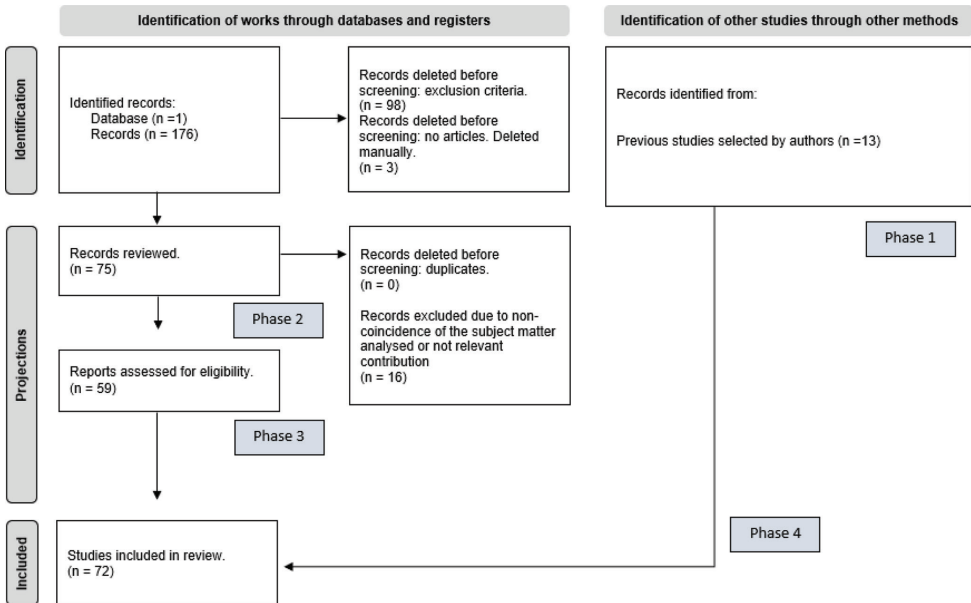 Identification of works through databases and registers
Identification of other studies through other methods
Identification
Identified records:
Database (n =1)
Records (n = 176)
Records deleted before
screening: exclusion criteria.
(n = 98)
Records deleted before
screening: no articles. Deleted
manually.
(n = 3)
Records identified from:
Previous studies selected by authors (n =13)
Phase 1
Projections
Records reviewed.
(n = 75)
Records deleted before
screening: duplicates.
(n = 0)
Records excluded due to non-
coincidence of the subject matter
analysed or not relevant
contribution
(n = 16)
Phase 2
Reports assessed for eligibility.
(n = 59)
Phase 3
Phase 4
Included
Studies included in review.
(n = 72)